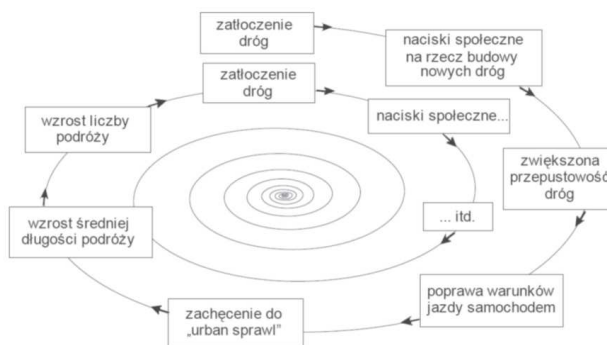 zatłoczenie
dróg
naciski społeczne
na rzecz budowy
nowych dróg
zwiększona
przepustowość
dróg
poprawa warunków
jazdy samochodem
zachęcenie do
„urban sprawl”
wzrost średniej
długości podróży
wzrost liczby
podróży
zatłoczenie
dróg
naciski społeczne...
... itd.